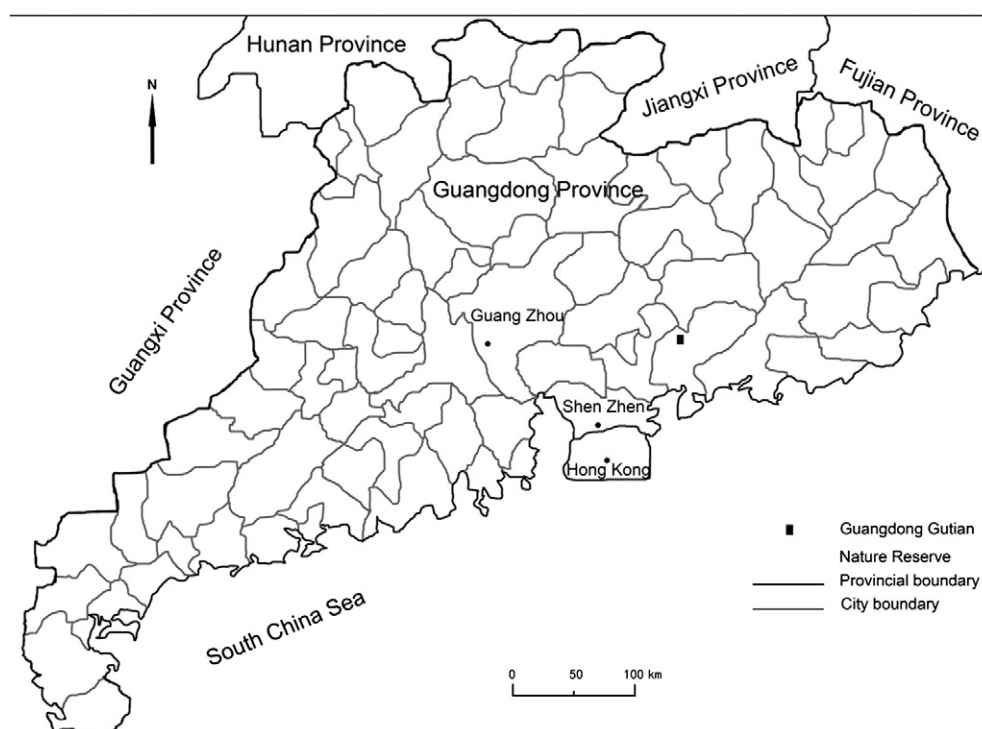 Hunan Province
Jiangxi Province
Fujian Province
N
Guangdong Province
Guangxi Province
Guang Zhou
Shen Zhen
Hong Kong
South China Sea
Guangdong Gutian
Nature Reserve
Provincial boundary
City boundary
0 50 100 km